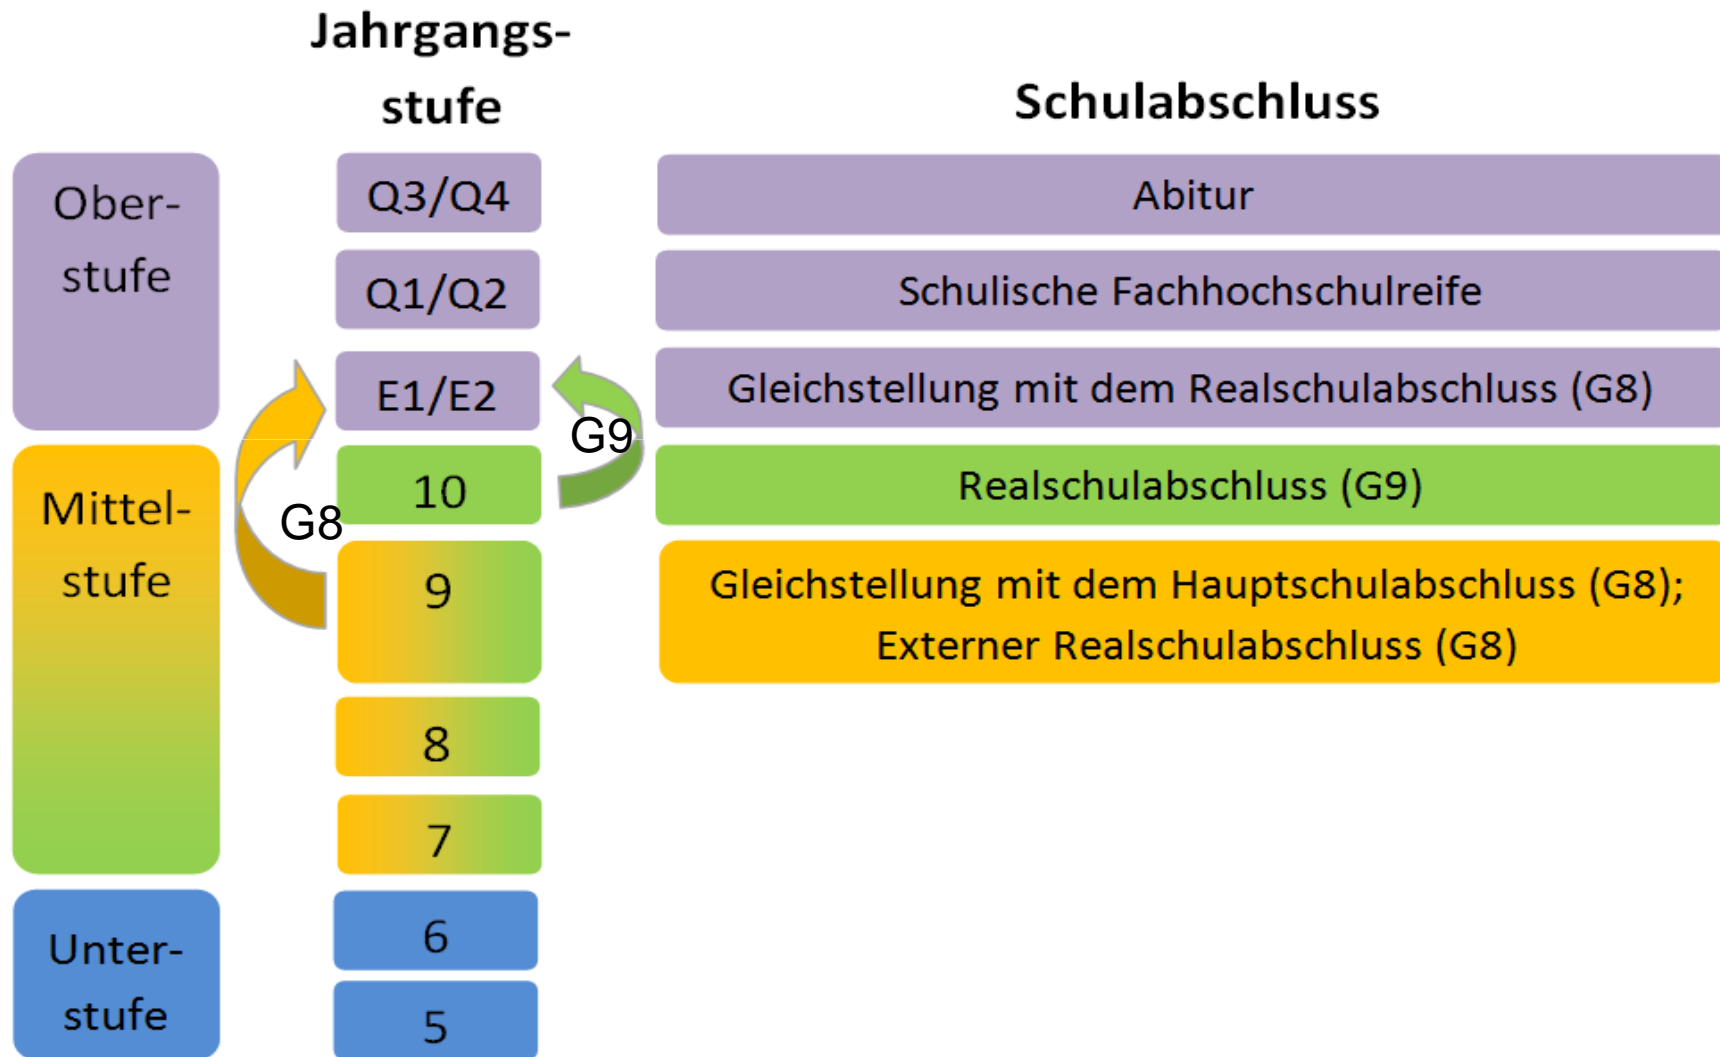 Jahrgangs-
stufe
Schulabschluss
Ober-
stufe
Q3/Q4
Abitur
Q1/Q2
Schulische Fachhochschulreife
E1/E2
Gleichstellung mit dem Realschulabschluss (G8)
G9
Mittel-
stufe
10
Realschulabschluss (G9)
G8
9
Gleichstellung mit dem Hauptschulabschluss (G8);
Externer Realschulabschluss (G8)
8
7
Unter-
stufe
6
5